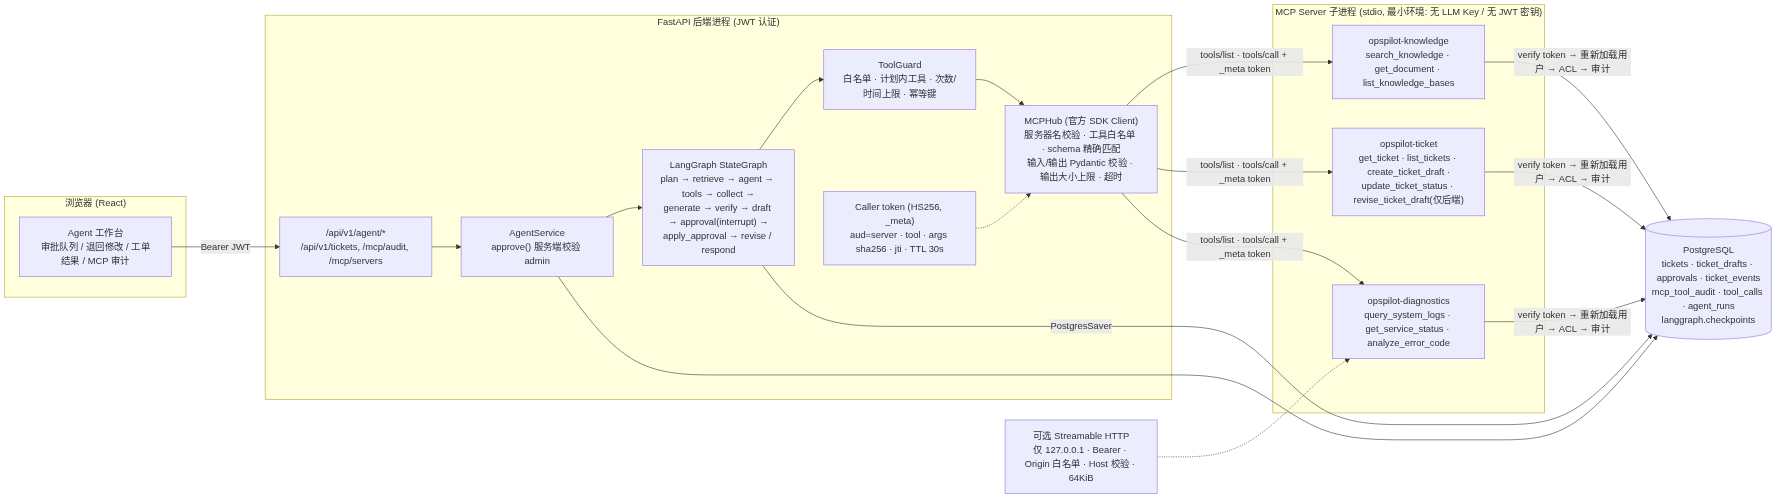 浏览器 (React)
Agent 工作台
审批队列 / 退回修改 / 工单
结果 / MCP 审计
Bearer JWT
FastAPI 后端进程 (JWT 认证)
/api/v1/agent/*
/api/v1/tickets, /mcp/audit,
/mcp/servers
AgentService
approve() 服务端校验
admin
LangGraph StateGraph
plan → retrieve → agent →
tools → collect →
generate → verify → draft
→ approval(interrupt) →
apply_approval → revise /
respond
ToolGuard
白名单 · 计划内工具 · 次数/
时间上限 · 幂等键
Caller token (HS256,
_meta)
aud=server · tool · args
sha256 · jti · TTL 30s
MCPHub (官方 SDK Client)
服务器名校验 · 工具白名单
· schema 精确匹配
输入/输出 Pydantic 校验 ·
输出大小上限 · 超时
PostgresSaver
可选 Streamable HTTP
仅 127.0.0.1 · Bearer ·
Origin 白名单 · Host 校验 ·
64KiB
tools/list · tools/call +
_meta token
tools/list · tools/call +
_meta token
tools/list · tools/call +
_meta token
MCP Server 子进程 (stdio, 最小环境: 无 LLM Key / 无 JWT 密钥)
opspilot-knowledge
search_knowledge ·
get_document ·
list_knowledge_bases
opspilot-ticket
get_ticket · list_tickets ·
create_ticket_draft ·
update_ticket_status ·
revise_ticket_draft(仅后端)
opspilot-diagnostics
query_system_logs ·
get_service_status ·
analyze_error_code
verify token → 重新加载用
户 → ACL → 审计
verify token → 重新加载用
户 → ACL → 审计
verify token → 重新加载用
户 → ACL → 审计
PostgreSQL
tickets · ticket_drafts ·
approvals · ticket_events
mcp_tool_audit · tool_calls
· agent_runs
langgraph.checkpoints